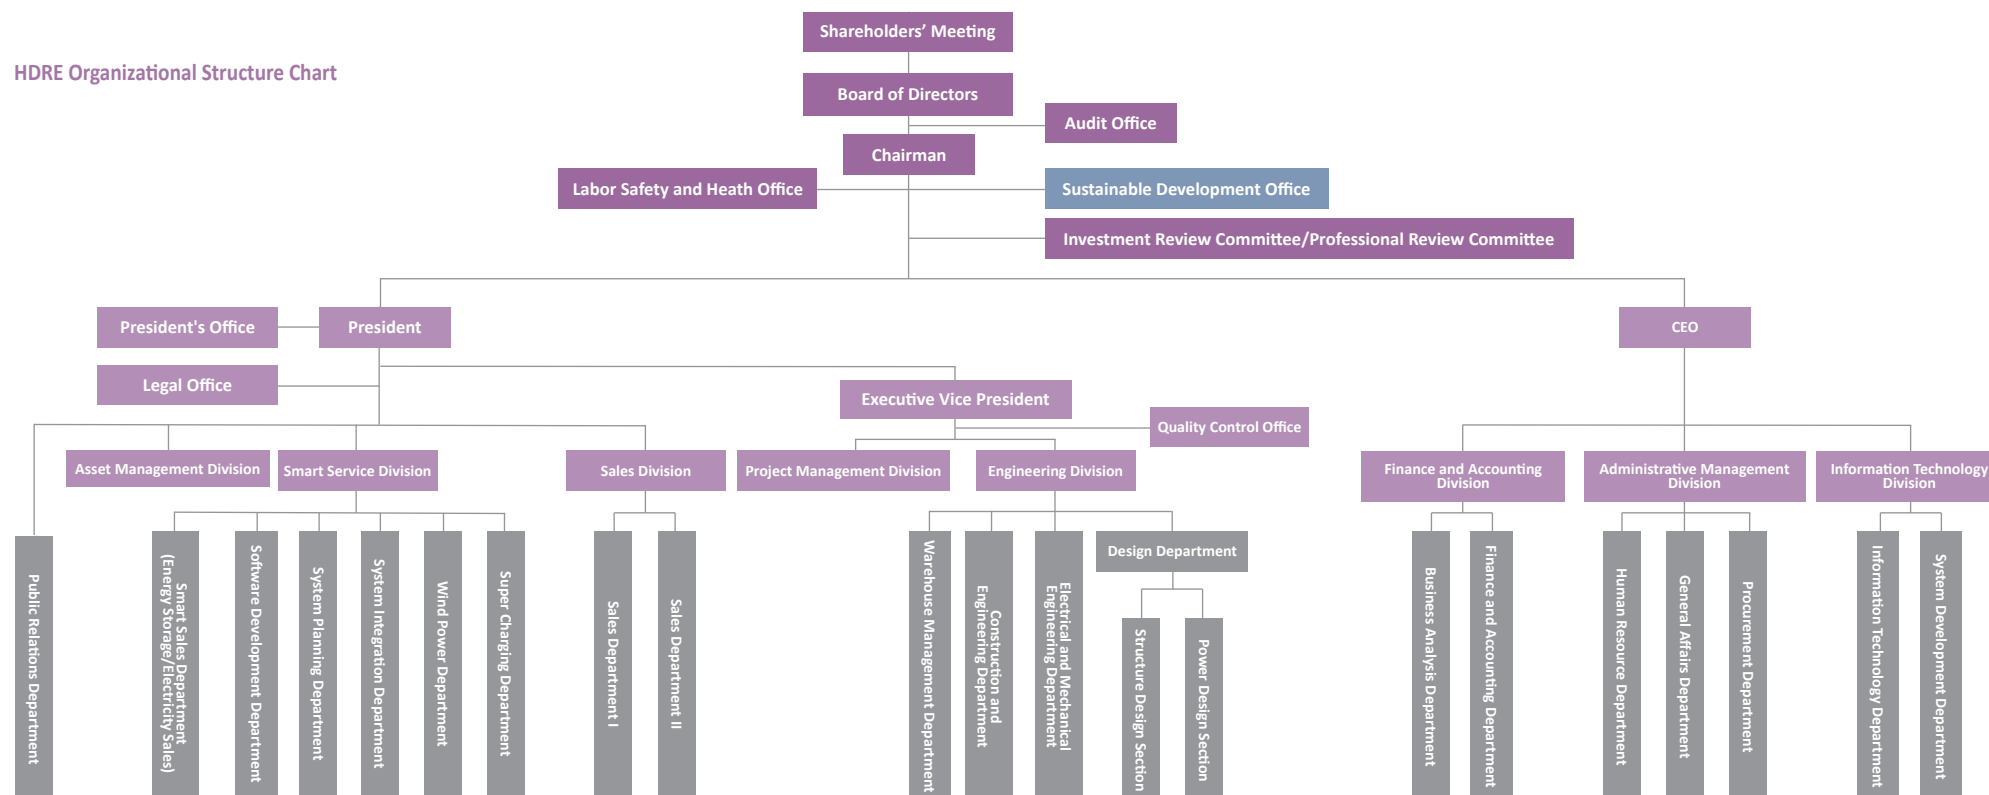 Shareholders’ Meeting
HDRE Organizational Structure Chart
Board of Directors
Audit Office
Chairman
Labor Safety and Heath Office
Sustainable Development Office
Investment Review Committee/Professional Review Committee
President's Office
President
CEO
Legal Office
Executive Vice President
Quality Control Office
Asset Management Division
Smart Service Division
Sales Division
Project Management Division
Engineering Division
Finance and Accounting
Division
Administrative Management
Division
Information Technology
Division
Public Relations Department
Smart Sales Department
(Energy Storage/Electricity Sales)
Software Development Department
System Planning Department
System Integration Department
Wind Power Department
Super Charging Department
Sales Department I
Sales Department II
Warehouse Management Department
Construction and
Engineering Department
Electrical and Mechanical
Engineering Department
Design Department
Structure Design Section
Power Design Section
Business Analysis Department
Finance and Accounting Department
Human Resource Department
General Affairs Department
Procurement Department
Information Technology Department
System Development Department